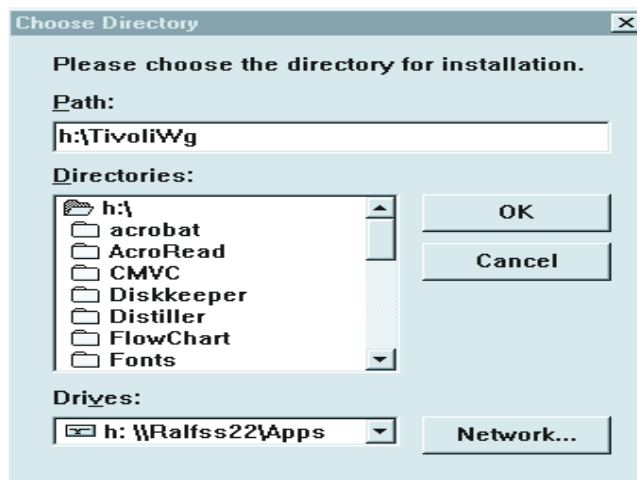 Choose Directory
Please choose the directory for installation.
Path:
h:\TivoliWg
Directories:
h:\
acrobat
AcroRead
CMVC
Diskkeeper
Distiller
FlowChart
Fonts
OK
Cancel
Drives:
h: \\Ralfss22\Apps
Network...